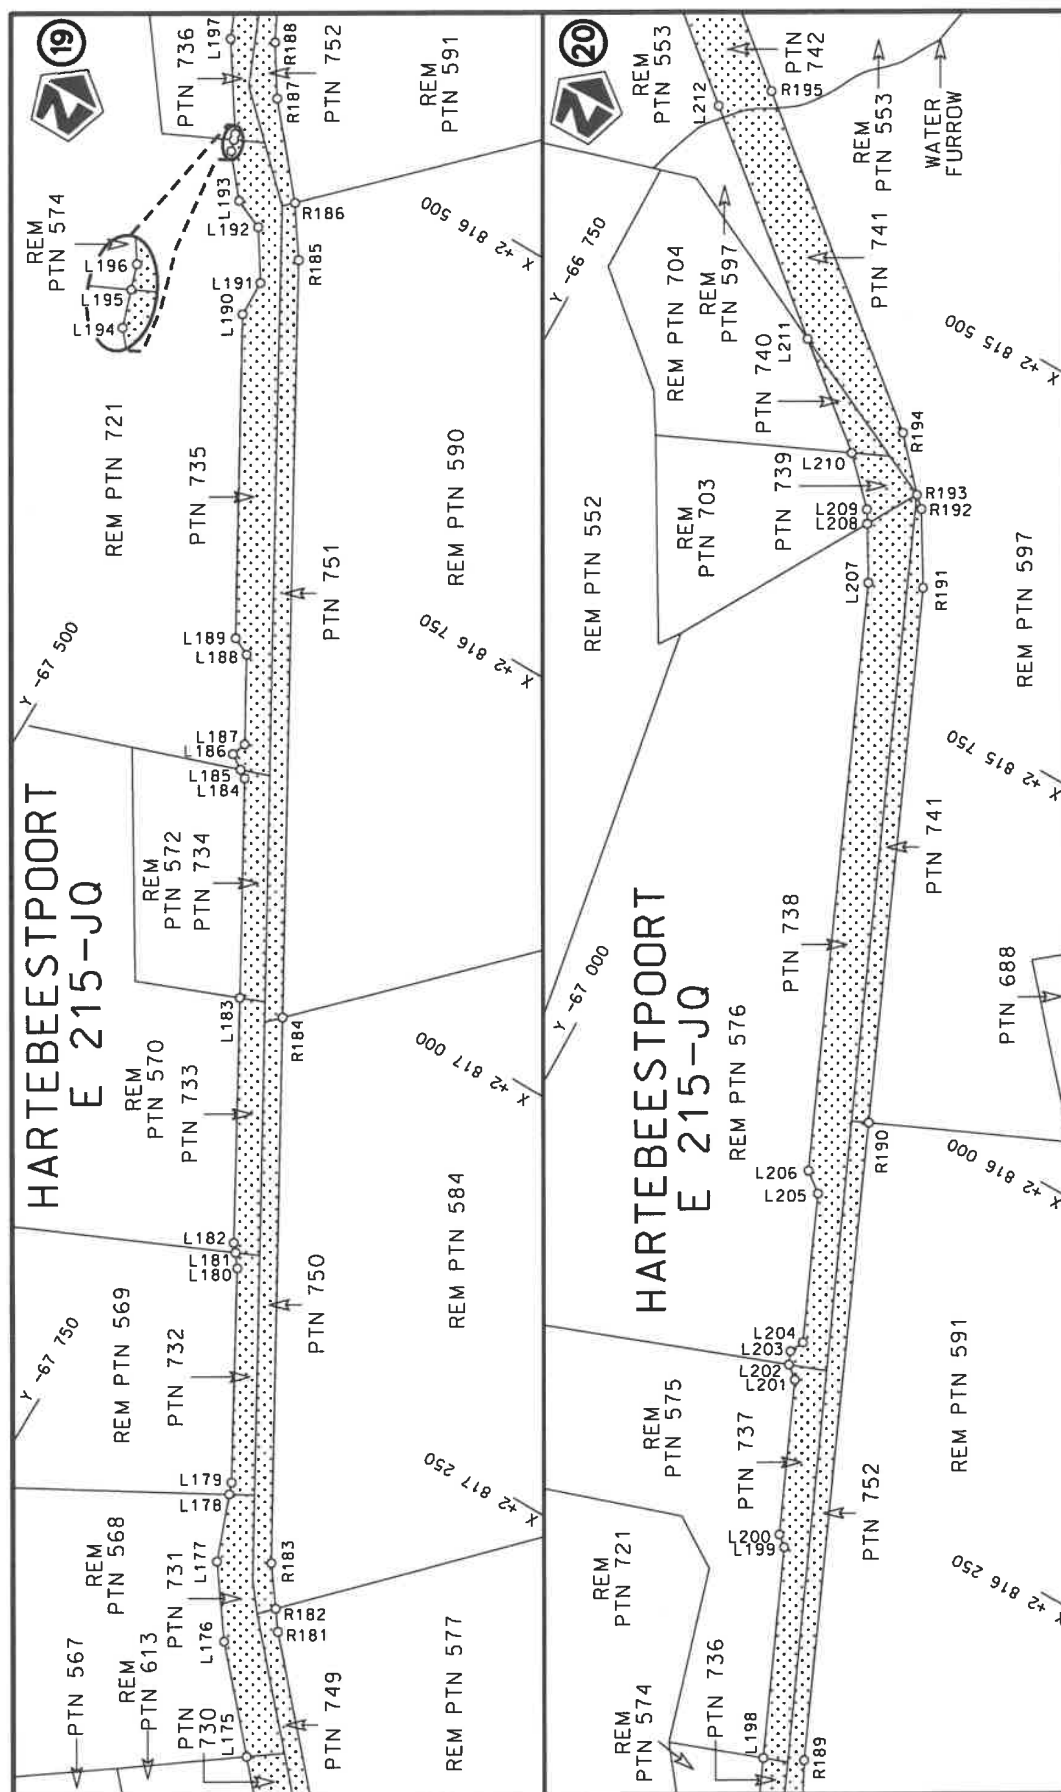 19
N
HARTEBEESTPOORT
E 215-JQ
PTN 567
REM
PTN 613
PTN
730
L175
L176
PTN 731
REM
PTN 568
L177
L178
L179
REM PTN 569
PTN 732
Y -67 750
L180
L181
L182
REM
PTN 570
PTN 733
L183
REM
PTN 572
PTN 734
L184
L185
L186
L187
Y -67 500
L188
L189
REM PTN 721
PTN 735
L190
L191
L192
L193
L194
L195
L196
REM
PTN 574
PTN 736
L197
R188
PTN 752
R187
REM
PTN 591
R186
R185
X +2 816 500
REM PTN 590
PTN 751
X +2 816 750
R184
X +2 817 000
REM PTN 584
PTN 750
X +2 817 250
R183
R182
R181
PTN 749
REM PTN 577
20
N
HARTEBEESTPOORT
E 215-JQ
REM
PTN 574
PTN 736
L198
R189
REM
PTN 721
L199
L200
REM
PTN 575
PTN 737
L201
L202
L203
L204
PTN 752
REM PTN 591
X +2 816 250
L205
L206
REM PTN 576
R190
X +2 816 000
PTN 688
Y -67 000
PTN 738
PTN 741
X +2 815 750
REM PTN 552
REM
PTN 703
L207
L208
L209
L210
PTN 739
R191
R192
R193
R194
REM PTN 597
REM PTN 704
REM
PTN 597
PTN 740
L211
Y -66 750
X +2 815 500
PTN 741
REM
PTN 553
L212
R195
PTN 742
REM
PTN 553
WATER
FURROW